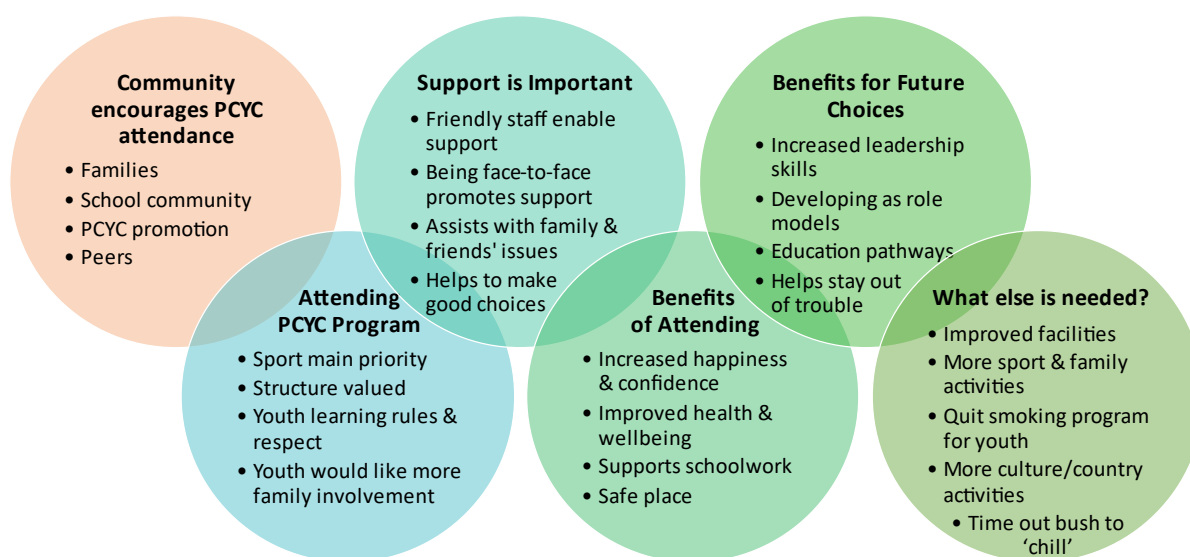 Community
encourages PCYC
attendance
• Families
• School community
• PCYC promotion
• Peers
Attending
PCYC Program
• Sport main priority
• Structure valued
• Youth learning rules &
respect
• Youth would like more
family involvement
Support is Important
• Friendly staff enable
support
• Being face-to-face
promotes support
• Assists with family &
friends' issues
• Helps to make
good choices
Benefits
of Attending
• Increased happiness
& confidence
• Improved health &
wellbeing
• Supports schoolwork
• Safe place
Benefits for Future
Choices
• Increased leadership
skills
• Developing as role
models
• Education pathways
• Helps stay out
of trouble
What else is needed?
• Improved facilities
• More sport & family
activities
• Quit smoking program
for youth
• More culture/country
activities
• Time out bush to
‘chill’